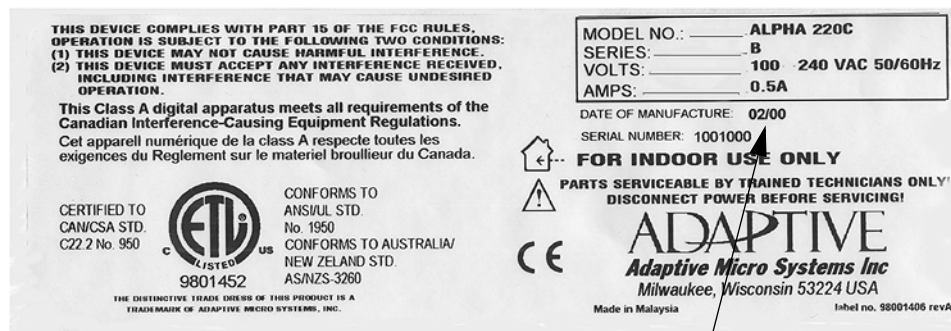 THIS DEVICE COMPLIES WITH PART 15 OF THE FCC RULES,
OPERATION IS SUBJECT TO THE FOLLOWING TWO CONDITIONS:
(1) THIS DEVICE MAY NOT CAUSE HARMFUL INTERFERENCE.
(2) THIS DEVICE MUST ACCEPT ANY INTERFERENCE RECEIVED,
INCLUDING INTERFERENCE THAT MAY CAUSE UNDESIRED
OPERATION.
This Class A digital apparatus meets all requirements of the
Canadian Interference-Causing Equipment Regulations.
Cet appareil numérique de la class A respecte toutes les
exigences du Reglement sur le materiel broullieur du Canada.
CERTIFIED TO
CAN/CSA STD.
C22.2 No. 950
C ETL US
LISTED
9801452
CONFORMS TO
ANSI/UL STD.
No. 1950
CONFORMS TO AUSTRALIA/
NEW ZELAND STD.
AS/NZS-3260
THE DISTINCTIVE TRADE DRESS OF THIS PRODUCT IS A
TRADEMARK OF ADAPTIVE MICRO SYSTEMS, INC.
MODEL NO.: ALPHA 220C
SERIES: B
VOLTS: 100 240 VAC 50/60Hz
AMPS: 0.5A
DATE OF MANUFACTURE: 02/00
SERIAL NUMBER: 1001000
FOR INDOOR USE ONLY
PARTS SERVICEABLE BY TRAINED TECHNICIANS ONLY
DISCONNECT POWER BEFORE SERVICING!
CE
ADAPTIVE
Adaptive Micro Systems Inc
Milwaukee, Wisconsin 53224 USA
Made in Malaysia label no. 98001406 revA